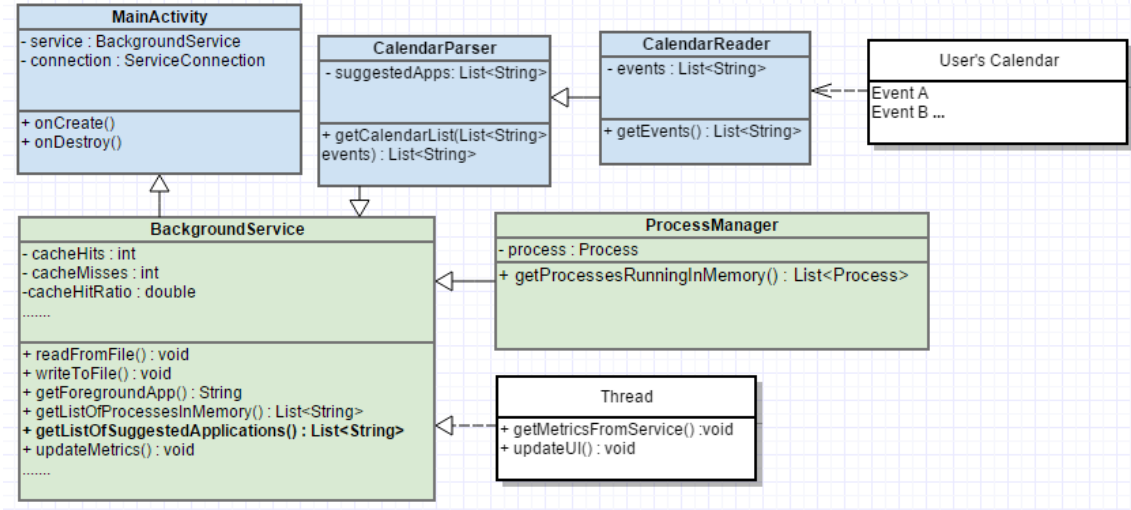 MainActivity
- service : BackgroundService
- connection : ServiceConnection
+ onCreate()
+ onDestroy()
CalendarParser
- suggestedApps: List<String>
+ getCalendarList(List<String>
events) : List<String>
CalendarReader
- events : List<String>
+ getEvents() : List<String>
User's Calendar
Event A
Event B ...
BackgroundService
- cacheHits : int
- cacheMisses : int
-cacheHitRatio : double
.......
+ readFromFile() : void
+ writeToFile() : void
+ getForegroundApp() : String
+ getListOfProcessesInMemory() : List<String>
+ getListOfSuggestedApplications() : List<String>
+ updateMetrics() : void
.......
ProcessManager
- process : Process
+ getProcessesRunningInMemory() : List<Process>
Thread
+ getMetricsFromService() :void
+ updateUI() : void